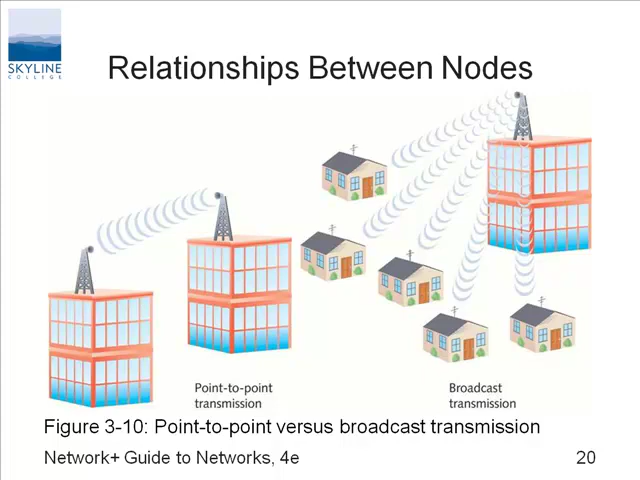 SKYLINE
COLLEGE
Relationships Between Nodes
Point-to-point
transmission
Broadcast
transmission
Figure 3-10: Point-to-point versus broadcast transmission
Network+ Guide to Networks, 4e
20